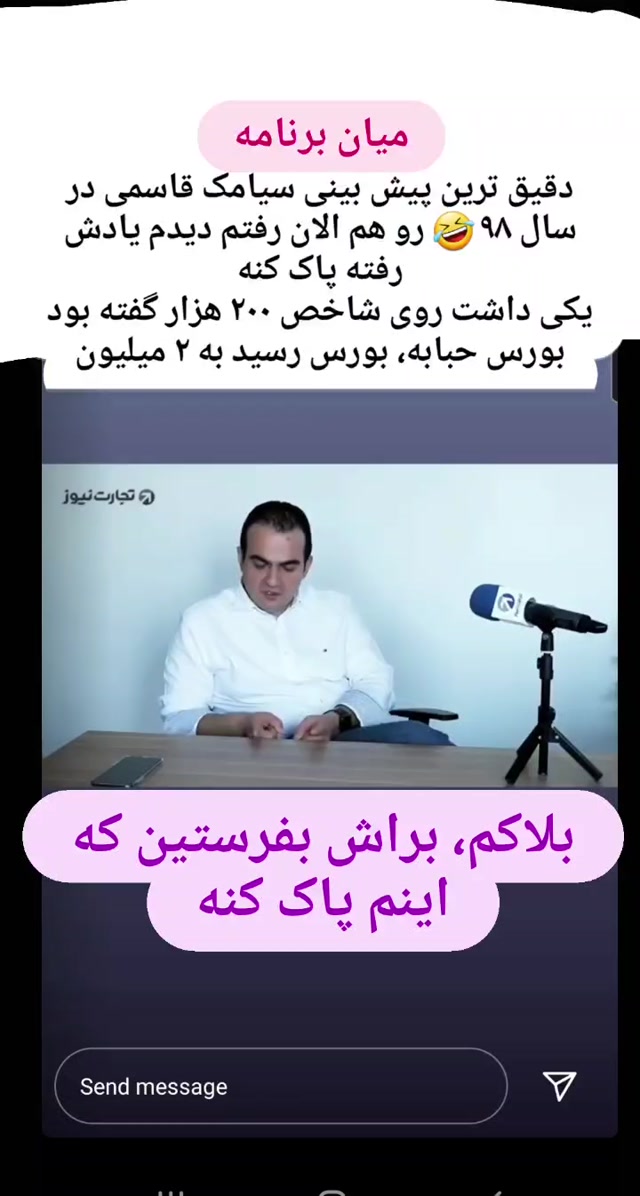 میان برنامه
دقیق ترین پیش بینی سیامک قاسمی در
سال ۹۸🤣 رو هم الان رفتم دیدم یادش
رفته پاک کنه
یکی داشت روی شاخص ۲۰۰ هزار گفته بود
بورس حبابه، بورس رسید به ۲ میلیون
تجارت‌نیوز
بلاکم، براش بفرستین که
اینم پاک کنه
Send message